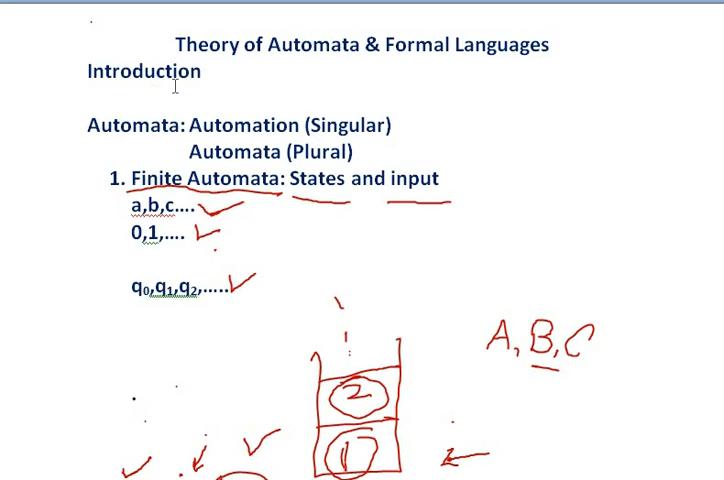 Theory of Automata & Formal Languages
Introduction
Automata: Automation (Singular)
Automata (Plural)
1. Finite Automata: States and input
a,b,c....
0,1,....
q0,q1,q2,.....
A, B, C
2
1